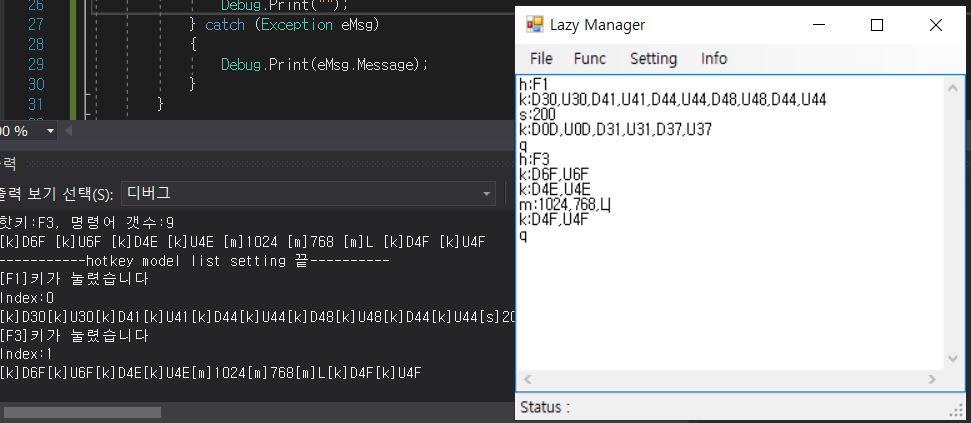 26 Debug.Print("");
27 } catch (Exception eMsg)
28 {
29 Debug.Print(eMsg.Message);
30 }
31 }
00 %
력
출력 보기 선택(S): 디버그
핫키:F3, 명령어 갯수:9
[k]D6F [k]U6F [k]D4E [k]U4E [m]1024 [m]768 [m]L [k]D4F [k]U4F
-----------hotkey model list setting 끝----------
[F1]키가 눌렸습니다
Index:0
[k]D30[k]U30[k]D41[k]U41[k]D44[k]U44[k]D48[k]U48[k]D44[k]U44[s]20
[F3]키가 눌렸습니다
Index:1
[k]D6F[k]U6F[k]D4E[k]U4E[m]1024[m]768[m]L[k]D4F[k]U4F
Lazy Manager
File Func Setting Info
h:F1
k:D30,U30,D41,U41,D44,U44,D48,U48,D44,U44
s:200
k:D0D,U0D,D31,U31,D37,U37
q
h:F3
k:D6F,U6F
k:D4E,U4E
m:1024,768,L
k:D4F,U4F
q
Status :